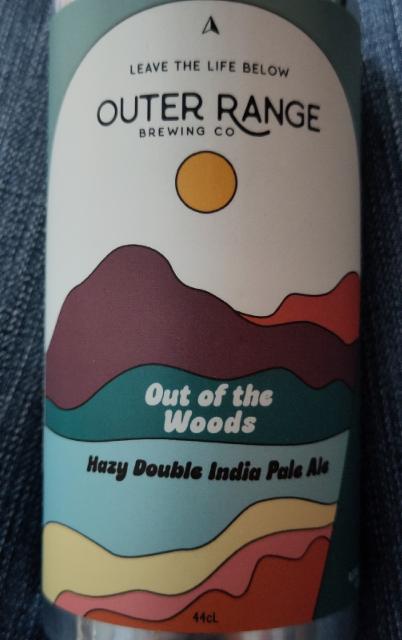 LEAVE THE LIFE BELOW
OUTER RANGE
BREWING CO
Out of the
Woods
Hazy Double India Pale Ale
44cL